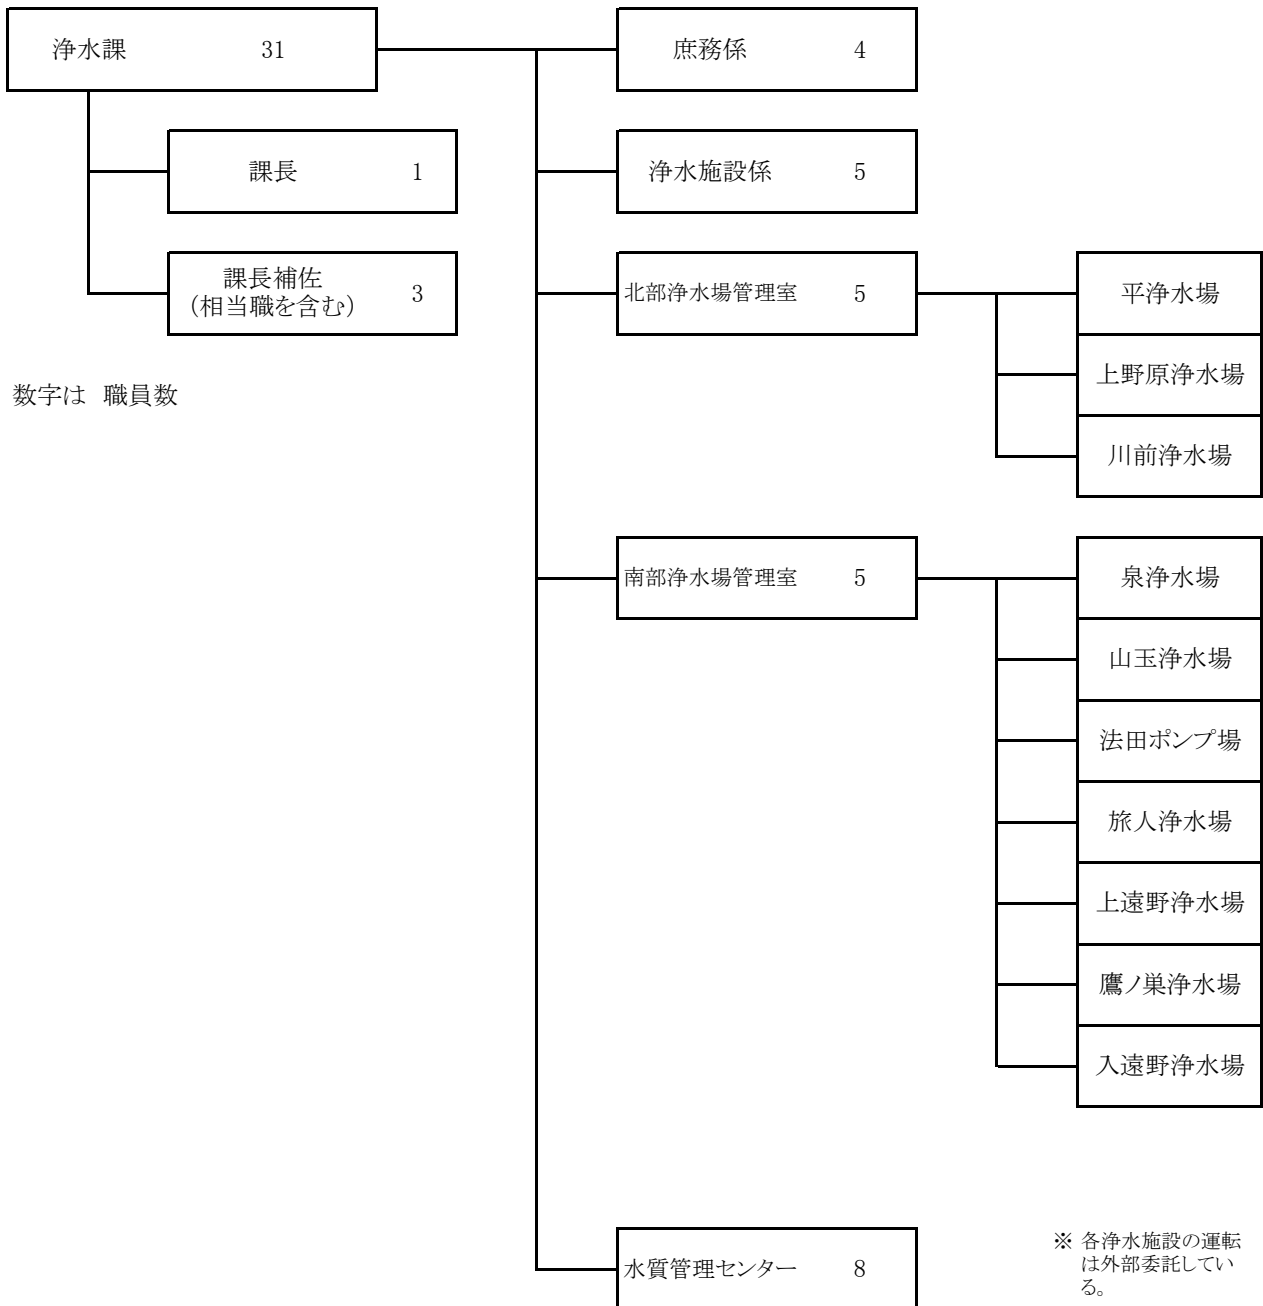 浄水課 31
庶務係 4
課長 1
浄水施設係 5
課長補佐
(相当職を含む) 3
北部浄水場管理室 5
平浄水場
上野原浄水場
川前浄水場
数字は 職員数
南部浄水場管理室 5
泉浄水場
山玉浄水場
法田ポンプ場
旅人浄水場
上遠野浄水場
鷹ノ巣浄水場
入遠野浄水場
水質管理センター 8
※ 各浄水施設の運転
は外部委託してい
る。